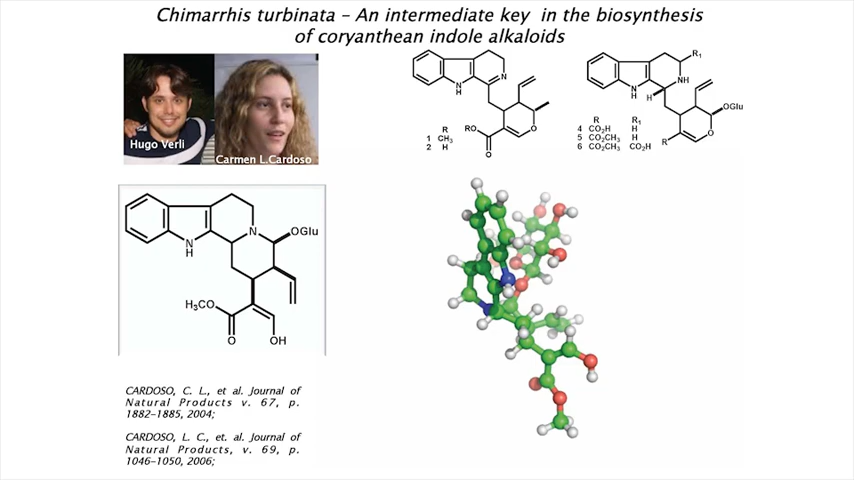 Chimarrhis turbinata – An intermediate key in the biosynthesis
of coryanthean indole alkaloids
Hugo Verli
Carmen L.Cardoso
N
N
H
RO
O
O
R
1 CH₃
2 H
R₁
NH
N
H
H
OGlu
O
R
R R₁
4 CO₂H H
5 CO₂CH₃ H
6 CO₂CH₃ CO₂H
N
N
H
OGlu
H₃CO
O
OH
CARDOSO, C. L., et al. Journal of
Natural Products v. 67, p.
1882–1885, 2004;
CARDOSO, L. C., et. al. Journal of
Natural Products, v. 69, p.
1046–1050, 2006;